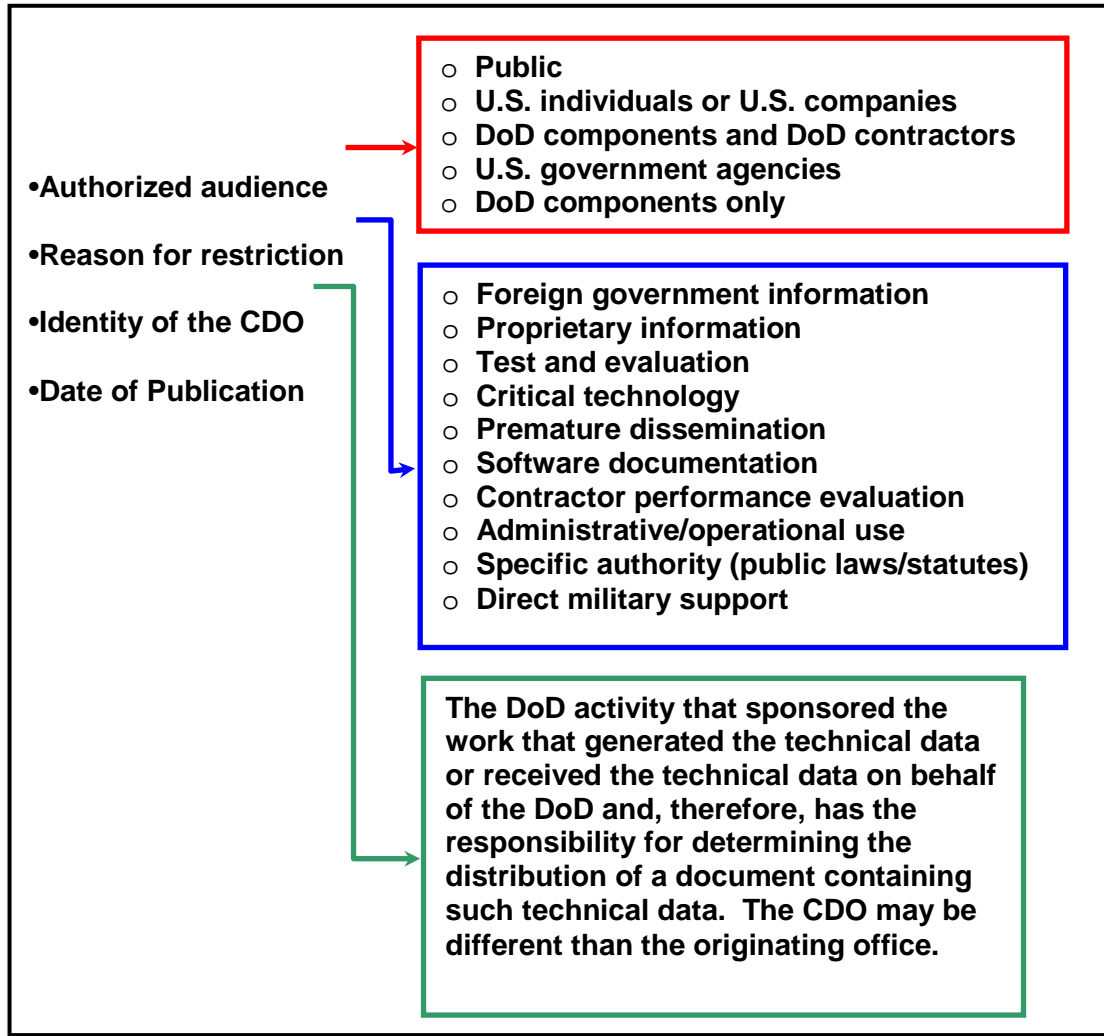 •Authorized audience
•Reason for restriction
•Identity of the CDO
•Date of Publication
o Public
o U.S. individuals or U.S. companies
o DoD components and DoD contractors
o U.S. government agencies
o DoD components only
o Foreign government information
o Proprietary information
o Test and evaluation
o Critical technology
o Premature dissemination
o Software documentation
o Contractor performance evaluation
o Administrative/operational use
o Specific authority (public laws/statutes)
o Direct military support
The DoD activity that sponsored the
work that generated the technical data
or received the technical data on behalf
of the DoD and, therefore, has the
responsibility for determining the
distribution of a document containing
such technical data.  The CDO may be
different than the originating office.